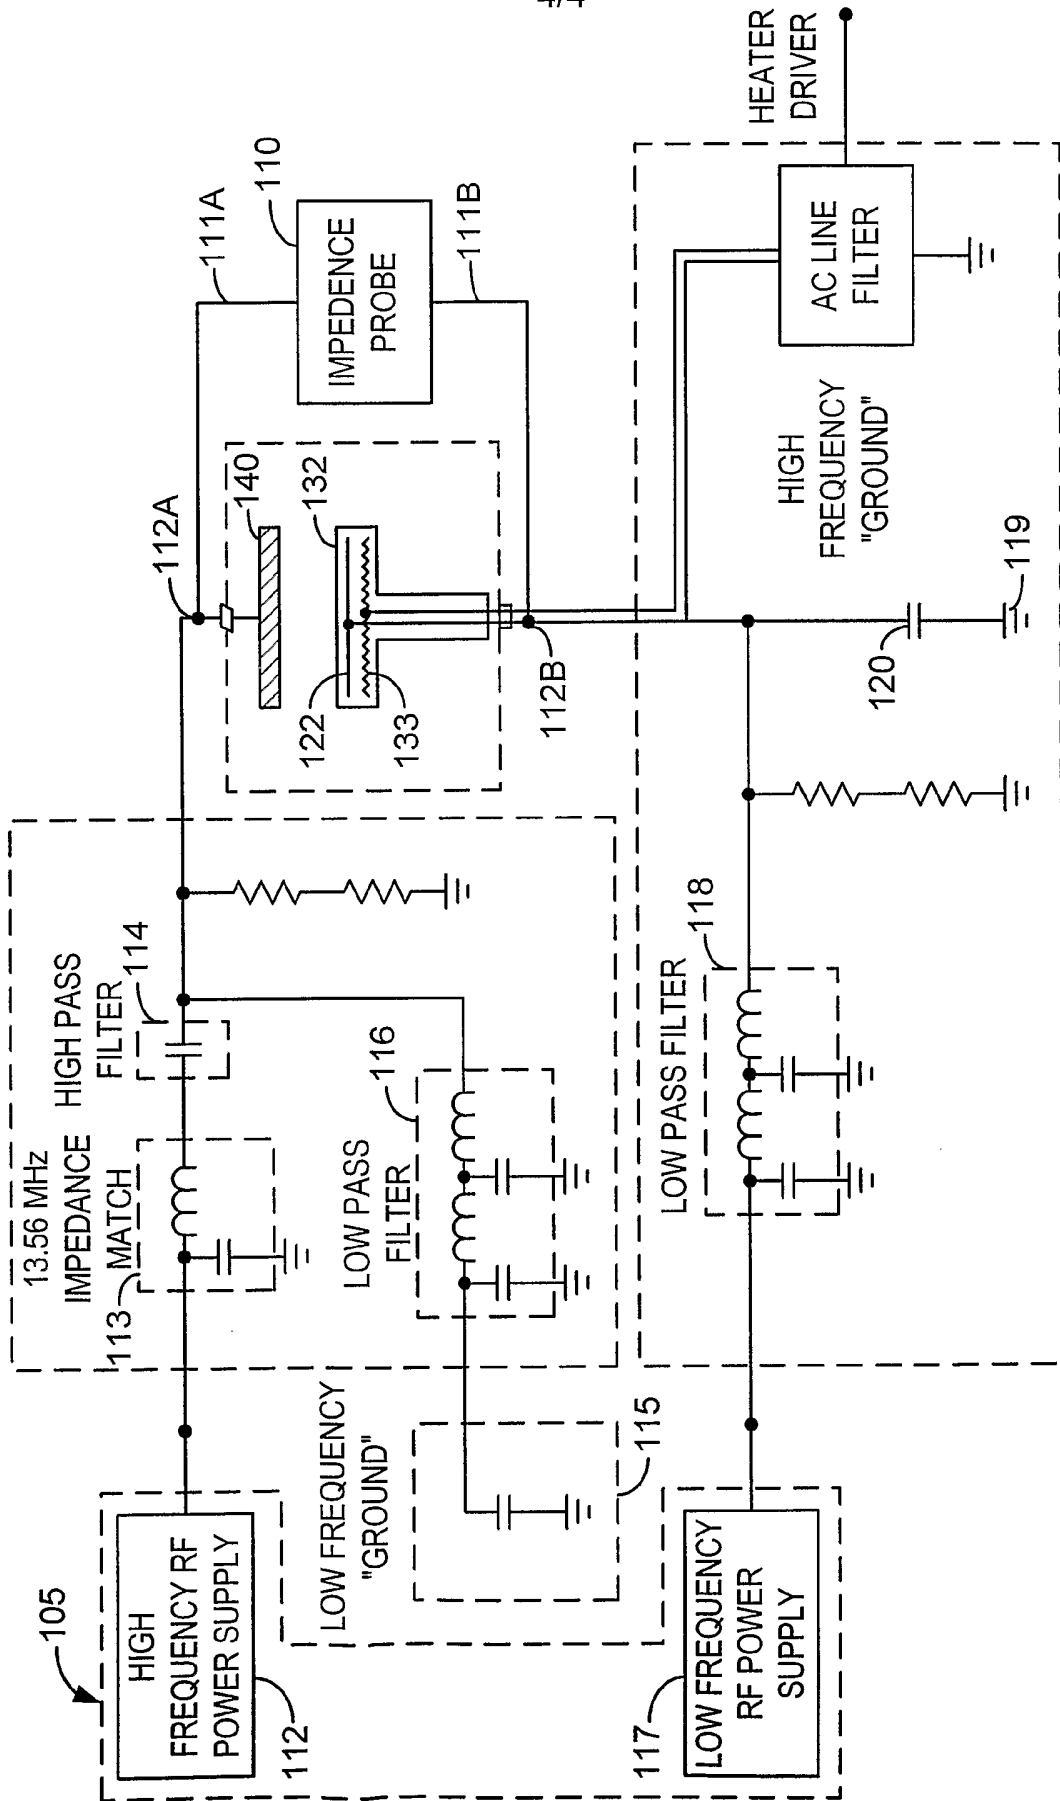 4/4
105
HIGH
FREQUENCY RF
POWER SUPPLY
112
13.56 MHz
IMPEDANCE
MATCH
113
HIGH PASS
FILTER
114
112A
111A
110
IMPEDENCE
PROBE
111B
140
132
122
133
112B
LOW FREQUENCY
"GROUND"
115
LOW PASS
FILTER
116
LOW FREQUENCY
RF POWER
SUPPLY
117
LOW PASS FILTER
118
120
119
HIGH
FREQUENCY
"GROUND"
AC LINE
FILTER
HEATER
DRIVER